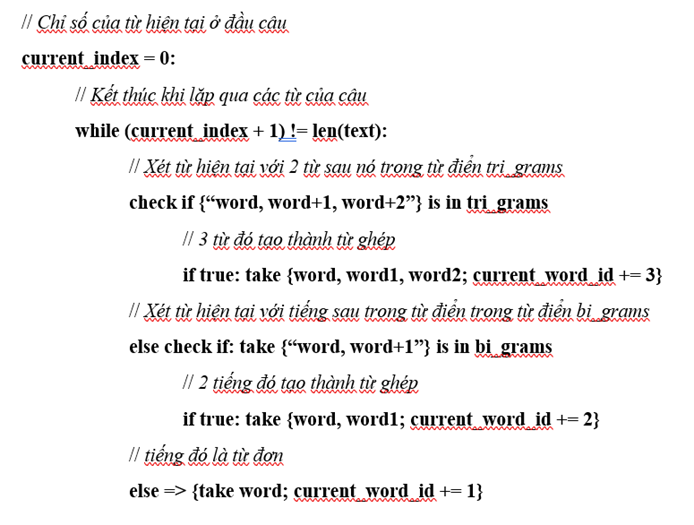 // Chỉ số của từ hiện tại ở đầu câu
current_index = 0:
// Kết thúc khi lặp qua các từ của câu
while (current_index + 1) != len(text):
// Xét từ hiện tại với 2 từ sau nó trong từ điển tri_grams
check if {“word, word+1, word+2”} is in tri_grams
// 3 từ đó tạo thành từ ghép
if true: take {word, word1, word2; current_word_id += 3}
// Xét từ hiện tại với tiếng sau trong từ điển trong từ điển bi_grams
else check if: take {“word, word+1”} is in bi_grams
// 2 tiếng đó tạo thành từ ghép
if true: take {word, word1; current_word_id += 2}
// tiếng đó là từ đơn
else => {take word; current_word_id += 1}